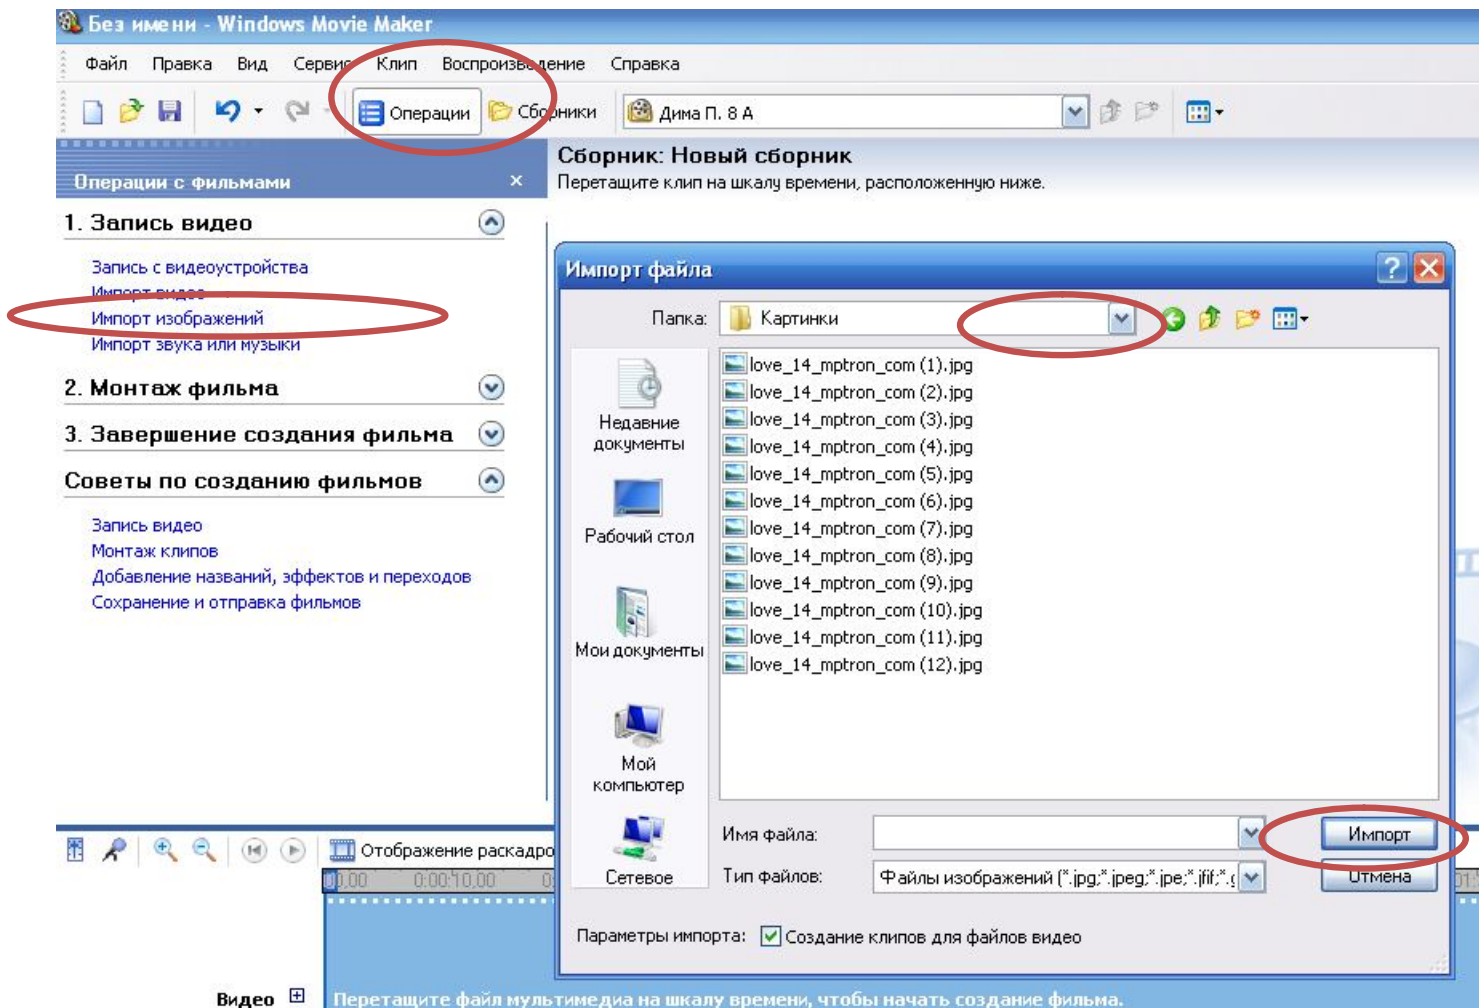 Без имени - Windows Movie Maker
Файл Правка Вид Сервис Клип Воспроизведение Справка
Операции Сборники Дима П. 8 А
Операции с фильмами
Сборник: Новый сборник
Перетащите клип на шкалу времени, расположенную ниже.
1. Запись видео
Запись с видеоустройства
Импорт видео
Импорт изображений
Импорт звука или музыки
2. Монтаж фильма
3. Завершение создания фильма
Советы по созданию фильмов
Запись видео
Монтаж клипов
Добавление названий, эффектов и переходов
Сохранение и отправка фильмов
Импорт файла
Папка: Картинки
love_14_mptron_com (1).jpg
love_14_mptron_com (2).jpg
love_14_mptron_com (3).jpg
love_14_mptron_com (4).jpg
love_14_mptron_com (5).jpg
love_14_mptron_com (6).jpg
love_14_mptron_com (7).jpg
love_14_mptron_com (8).jpg
love_14_mptron_com (9).jpg
love_14_mptron_com (10).jpg
love_14_mptron_com (11).jpg
love_14_mptron_com (12).jpg
Недавние
документы
Рабочий стол
Мои документы
Мой
компьютер
Сетевое
Имя файла:
Импорт
Тип файлов: Файлы изображений (*.jpg;*.jpeg;*.jpe;*.jfif;*.g
Отмена
Параметры импорта: Создание клипов для файлов видео
Отображение раскадро
0:00:10,00
Видео
Перетащите файл мультимедиа на шкалу времени, чтобы начать создание фильма.